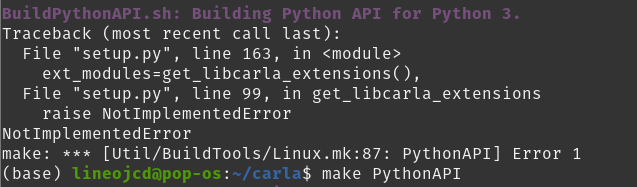 BuildPythonAPI.sh: Building Python API for Python 3.
Traceback (most recent call last):
  File "setup.py", line 163, in <module>
    ext_modules=get_libcarla_extensions(),
  File "setup.py", line 99, in get_libcarla_extensions
    raise NotImplementedError
NotImplementedError
make: *** [Util/BuildTools/Linux.mk:87: PythonAPI] Error 1
(base) lineojcd@pop-os:~/carla$ make PythonAPI